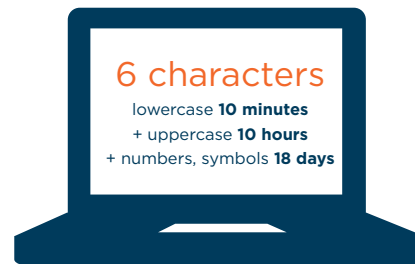 6 characters
lowercase 10 minutes
+ uppercase 10 hours
+ numbers, symbols 18 days